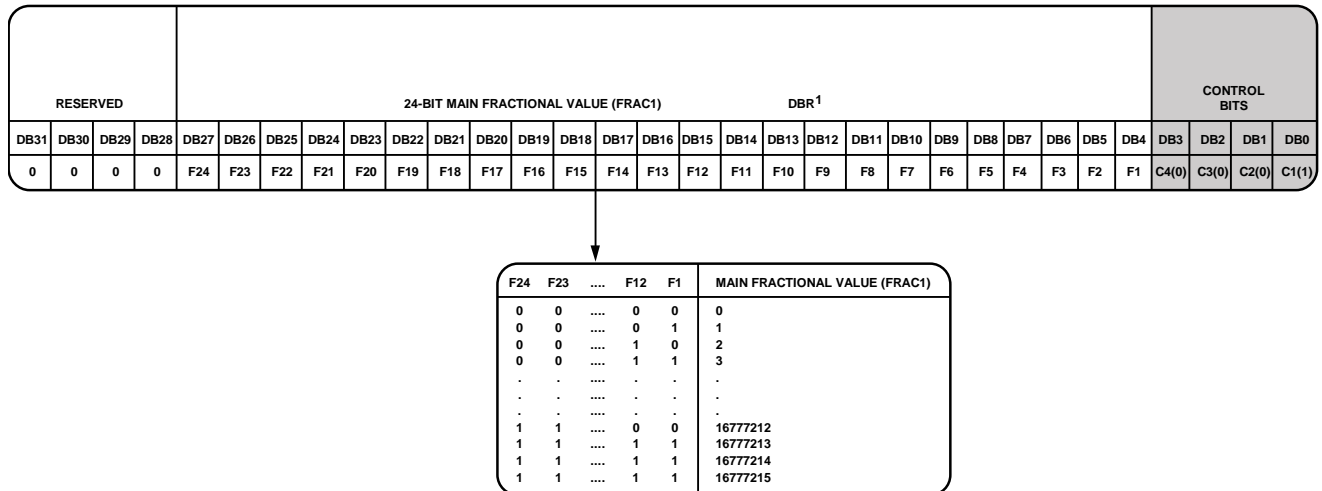 RESERVED 24-BIT MAIN FRACTIONAL VALUE (FRAC1) DBR1 CONTROL
BITS
DB31 DB30 DB29 DB28 DB27 DB26 DB25 DB24 DB23 DB22 DB21 DB20 DB19 DB18 DB17 DB16 DB15 DB14 DB13 DB12 DB11 DB10 DB9 DB8 DB7 DB6 DB5 DB4 DB3 DB2 DB1 DB0
0 0 0 0 F24 F23 F22 F21 F20 F19 F18 F17 F16 F15 F14 F13 F12 F11 F10 F9 F8 F7 F6 F5 F4 F3 F2 F1 C4(0) C3(0) C2(0) C1(1)
F24 F23 .... F12 F1 MAIN FRACTIONAL VALUE (FRAC1)
0 0 .... 0 0 0
0 0 .... 0 1 1
0 0 .... 1 0 2
0 0 .... 1 1 3
. . .... . . .
. . .... . . .
. . .... . . .
1 1 .... 0 0 16777212
1 1 .... 1 1 16777213
1 1 .... 1 1 16777214
1 1 .... 1 1 16777215